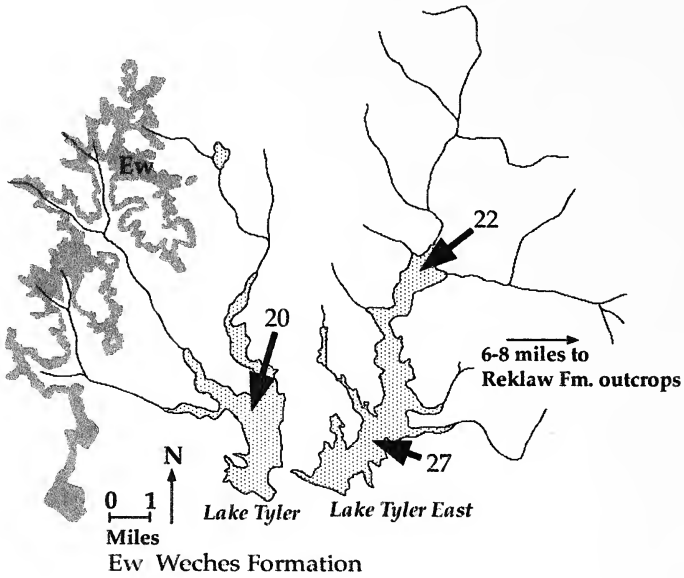 Ew
22
20
6-8 miles to
Reklaw Fm. outcrops
27
N
0 1
Miles
Lake Tyler
Lake Tyler East
Ew Weches Formation